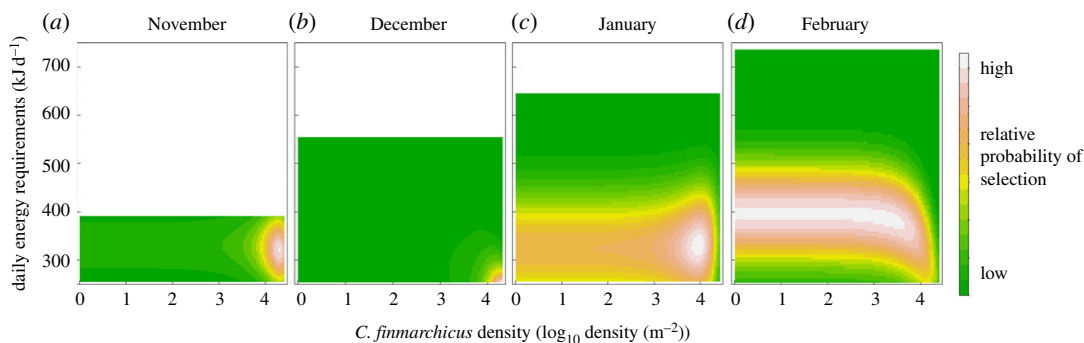 (a) November
(b) December
(c) January
(d) February
daily energy requirements (kJ d⁻¹)
700
600
500
400
300
0 1 2 3 4
0 1 2 3 4
0 1 2 3 4
0 1 2 3 4
C. finmarchicus density (log₁₀ density (m⁻²))
high
relative
probability of
selection
low